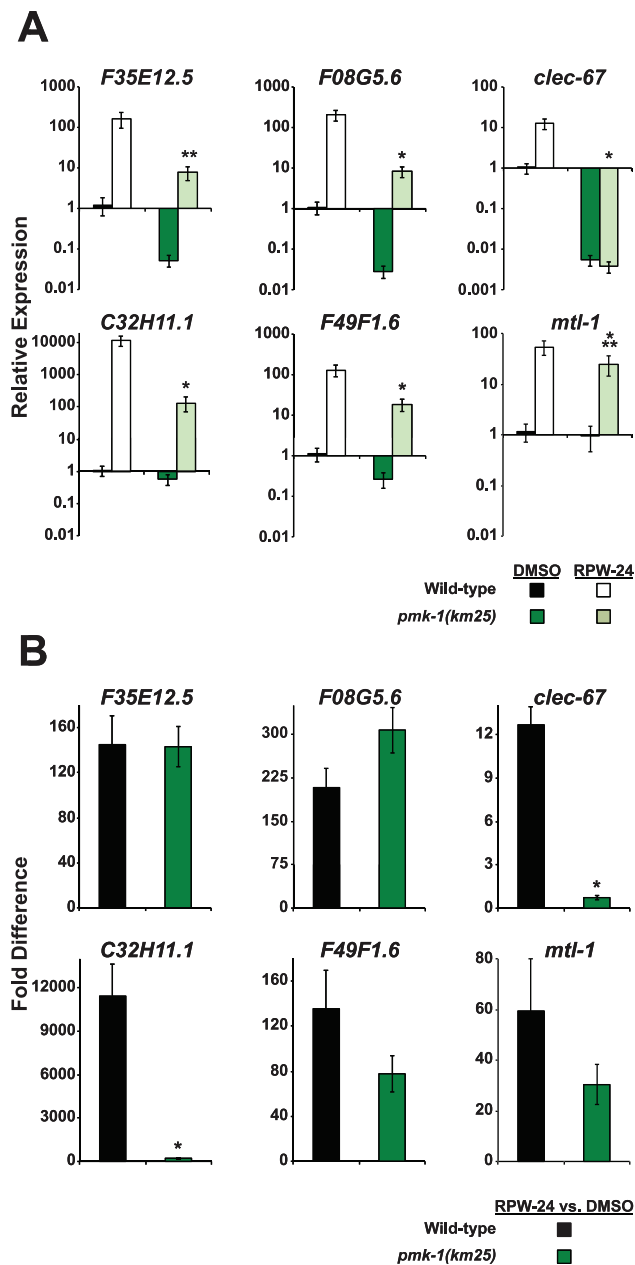 A
F35E12.5 F08G5.6 clec-67
1000 1000 100
100 100 10
10 ** 10 * 1 *
1 1 0.1
0.1 0.1 0.01
0.01 0.01 0.001
Relative Expression
C32H11.1 F49F1.6 mtl-1
10000 1000 100
1000 100 *
100 * 10 * 10 **
10 1 1
1 0.1 0.1
0.1 0.01
0.01
DMSO RPW-24
Wild-type
pmk-1(km25)
B
F35E12.5 F08G5.6 clec-67
160 300 12
120 225 9
80 150 6
40 75 3 *
0 0 0
Fold Difference
C32H11.1 F49F1.6 mtl-1
12000 160 80
9000 120 60
6000 80 40
3000 40 20
0 * 0 0
RPW-24 vs. DMSO
Wild-type
pmk-1(km25)